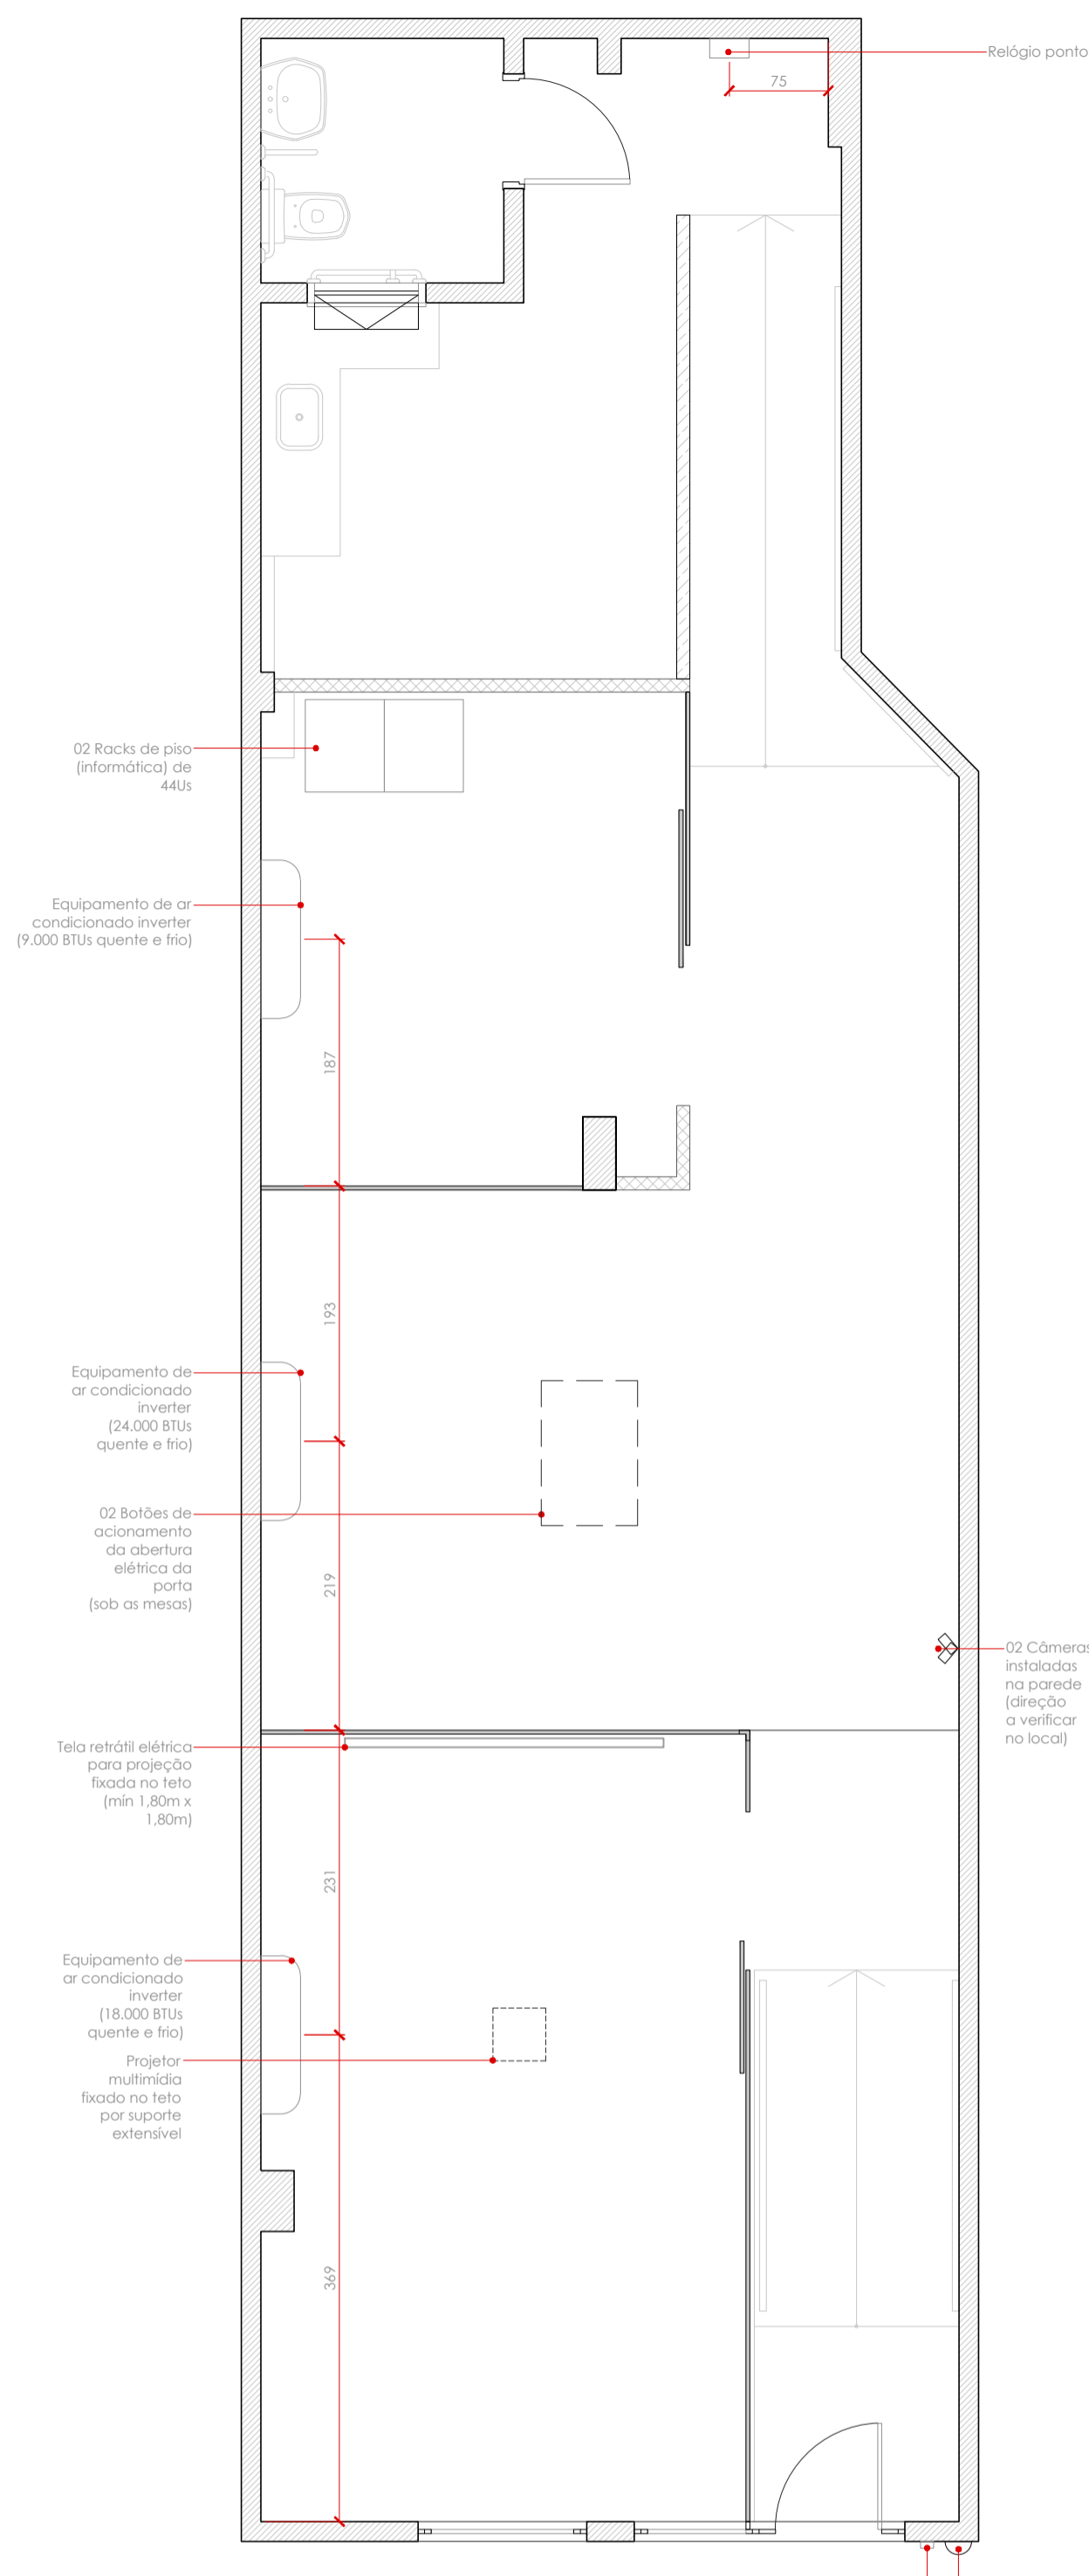 Relógio ponto
75
02 Racks de piso
(informática) de
44Us
Equipamento de ar
condicionado inverter
(9.000 BTUs quente e frio)
187
193
Equipamento de
ar condicionado
inverter
(24.000 BTUs
quente e frio)
02 Botões de
acionamento
da abertura
elétrica da
porta
(sob as mesas)
219
02 Câmeras
instaladas
na parede
(direção
a verificar
no local)
Tela retrátil elétrica
para projeção
fixada no teto
(mín 1,80m x
1,80m)
231
Equipamento de
ar condicionado
inverter
(18.000 BTUs
quente e frio)
Projetor
multimídia
fixado no teto
por suporte
extensível
369